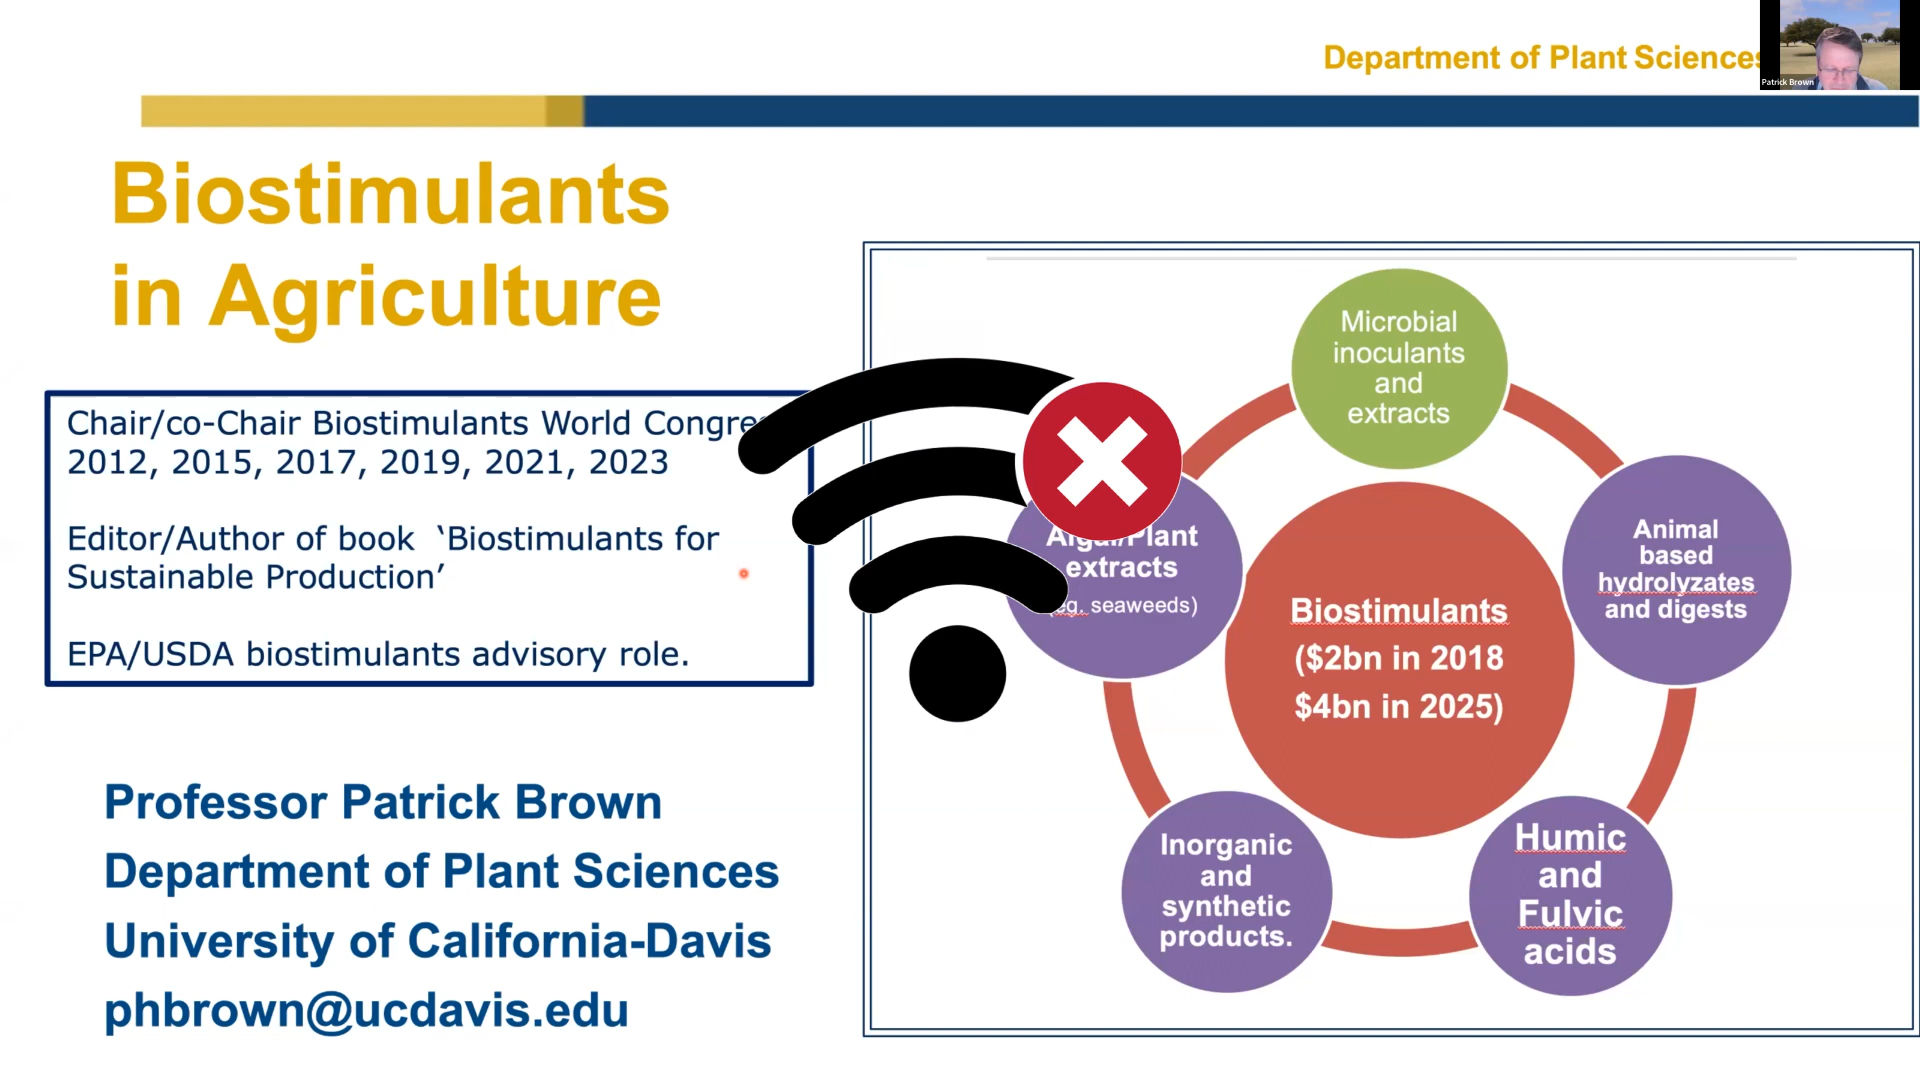 Department of Plant Sciences
Patrick Brown
Biostimulants
in Agriculture
Chair/co-Chair Biostimulants World
2012, 2015, 2017, 2019, 2021, 2023
Editor/Author of book ‘Biostimulants for
Sustainable Production’
EPA/USDA biostimulants advisory role.
Professor Patrick Brown
Department of Plant Sciences
University of California-Davis
phbrown@ucdavis.edu
Microbial
inoculants
and
extracts
Animal
based
hydrolyzates
and digests
Humic
and
Fulvic
acids
Inorganic
and
synthetic
products.
Algal/Plant
extracts
eg. seaweeds)
Biostimulants
($2bn in 2018
$4bn in 2025)